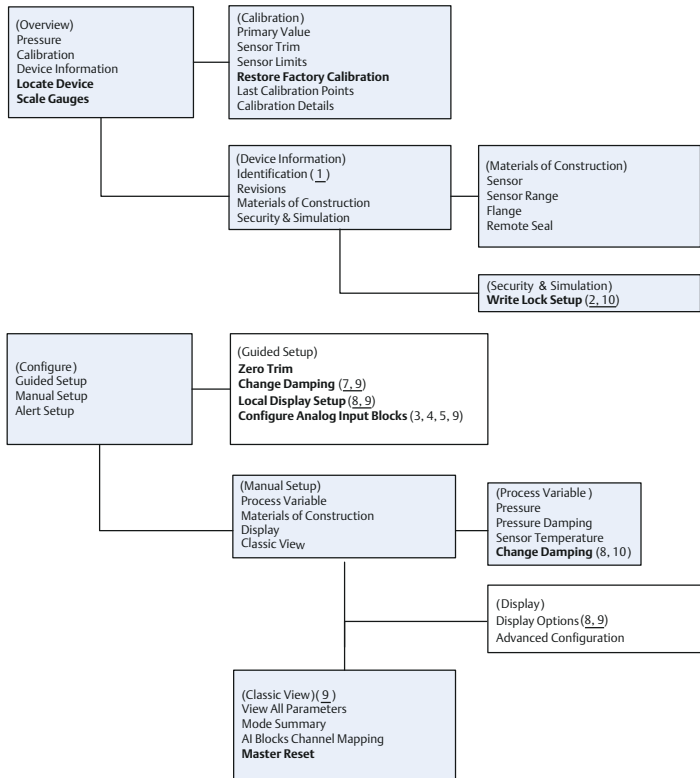 (Overview)
Pressure
Calibration
Device Information
Locate Device
Scale Gauges
(Calibration)
Primary Value
Sensor Trim
Sensor Limits
Restore Factory Calibration
Last Calibration Points
Calibration Details
(Device Information)
Identification (1)
Revisions
Materials of Construction
Security & Simulation
(Materials of Construction)
Sensor
Sensor Range
Flange
Remote Seal
(Security & Simulation)
Write Lock Setup (2, 10)
(Configure)
Guided Setup
Manual Setup
Alert Setup
(Guided Setup)
Zero Trim
Change Damping (7, 9)
Local Display Setup (8, 9)
Configure Analog Input Blocks (3, 4, 5, 9)
(Manual Setup)
Process Variable
Materials of Construction
Display
Classic View
(Process Variable )
Pressure
Pressure Damping
Sensor Temperature
Change Damping (8, 10)
(Display)
Display Options (8, 9)
Advanced Configuration
(Classic View) ( 9 )
View All Parameters
Mode Summary
AI Blocks Channel Mapping
Master Reset